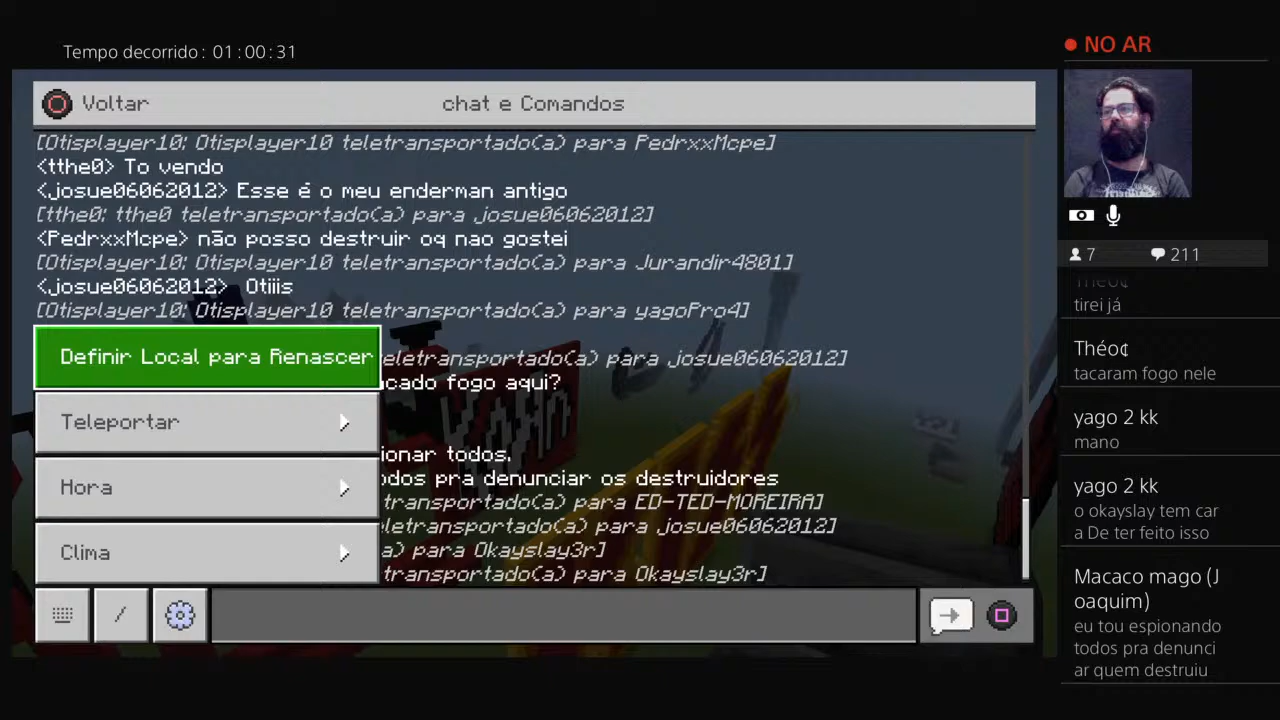 Tempo decorrido: 01:00:31
NO AR
Voltar
chat e Comandos
[Otisplayer10: Otisplayer10 teletransportado(a) para PedrxxMcpe]
<tthe0> To vendo
<josue06062012> Esse é o meu enderman antigo
[tthe0: tthe0 teletransportado(a) para josue06062012]
<PedrxxMcpe> não posso destruir oq nao gostei
[Otisplayer10: Otisplayer10 teletransportado(a) para Jurandir4801]
<josue06062012> Otiiis
[Otisplayer10: Otisplayer10 teletransportado(a) para yagoPro4]
eletransportado(a) para josue06062012]
cado fogo aqui?
ionar todos.
odos pra denunciar os destruidores
transportado(a) para ED-TED-MOREIRA]
letransportado(a) para josue06062012]
a) para Okayslay3r]
transportado(a) para Okayslay3r]
Definir Local para Renascer
Teleportar
Hora
Clima
/
7
211
Théo¢
tirei já
Théo¢
tacaram fogo nele
yago 2 kk
mano
yago 2 kk
o okayslay tem car
a De ter feito isso
Macaco mago (J
oaquim)
eu tou espionando
todos pra denunci
ar quem destruiu